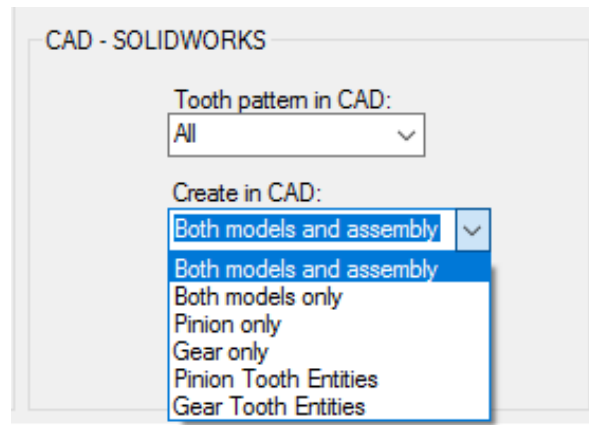 CAD - SOLIDWORKS
Tooth pattern in CAD:
All
Create in CAD:
Both models and assembly
Both models and assembly
Both models only
Pinion only
Gear only
Pinion Tooth Entities
Gear Tooth Entities